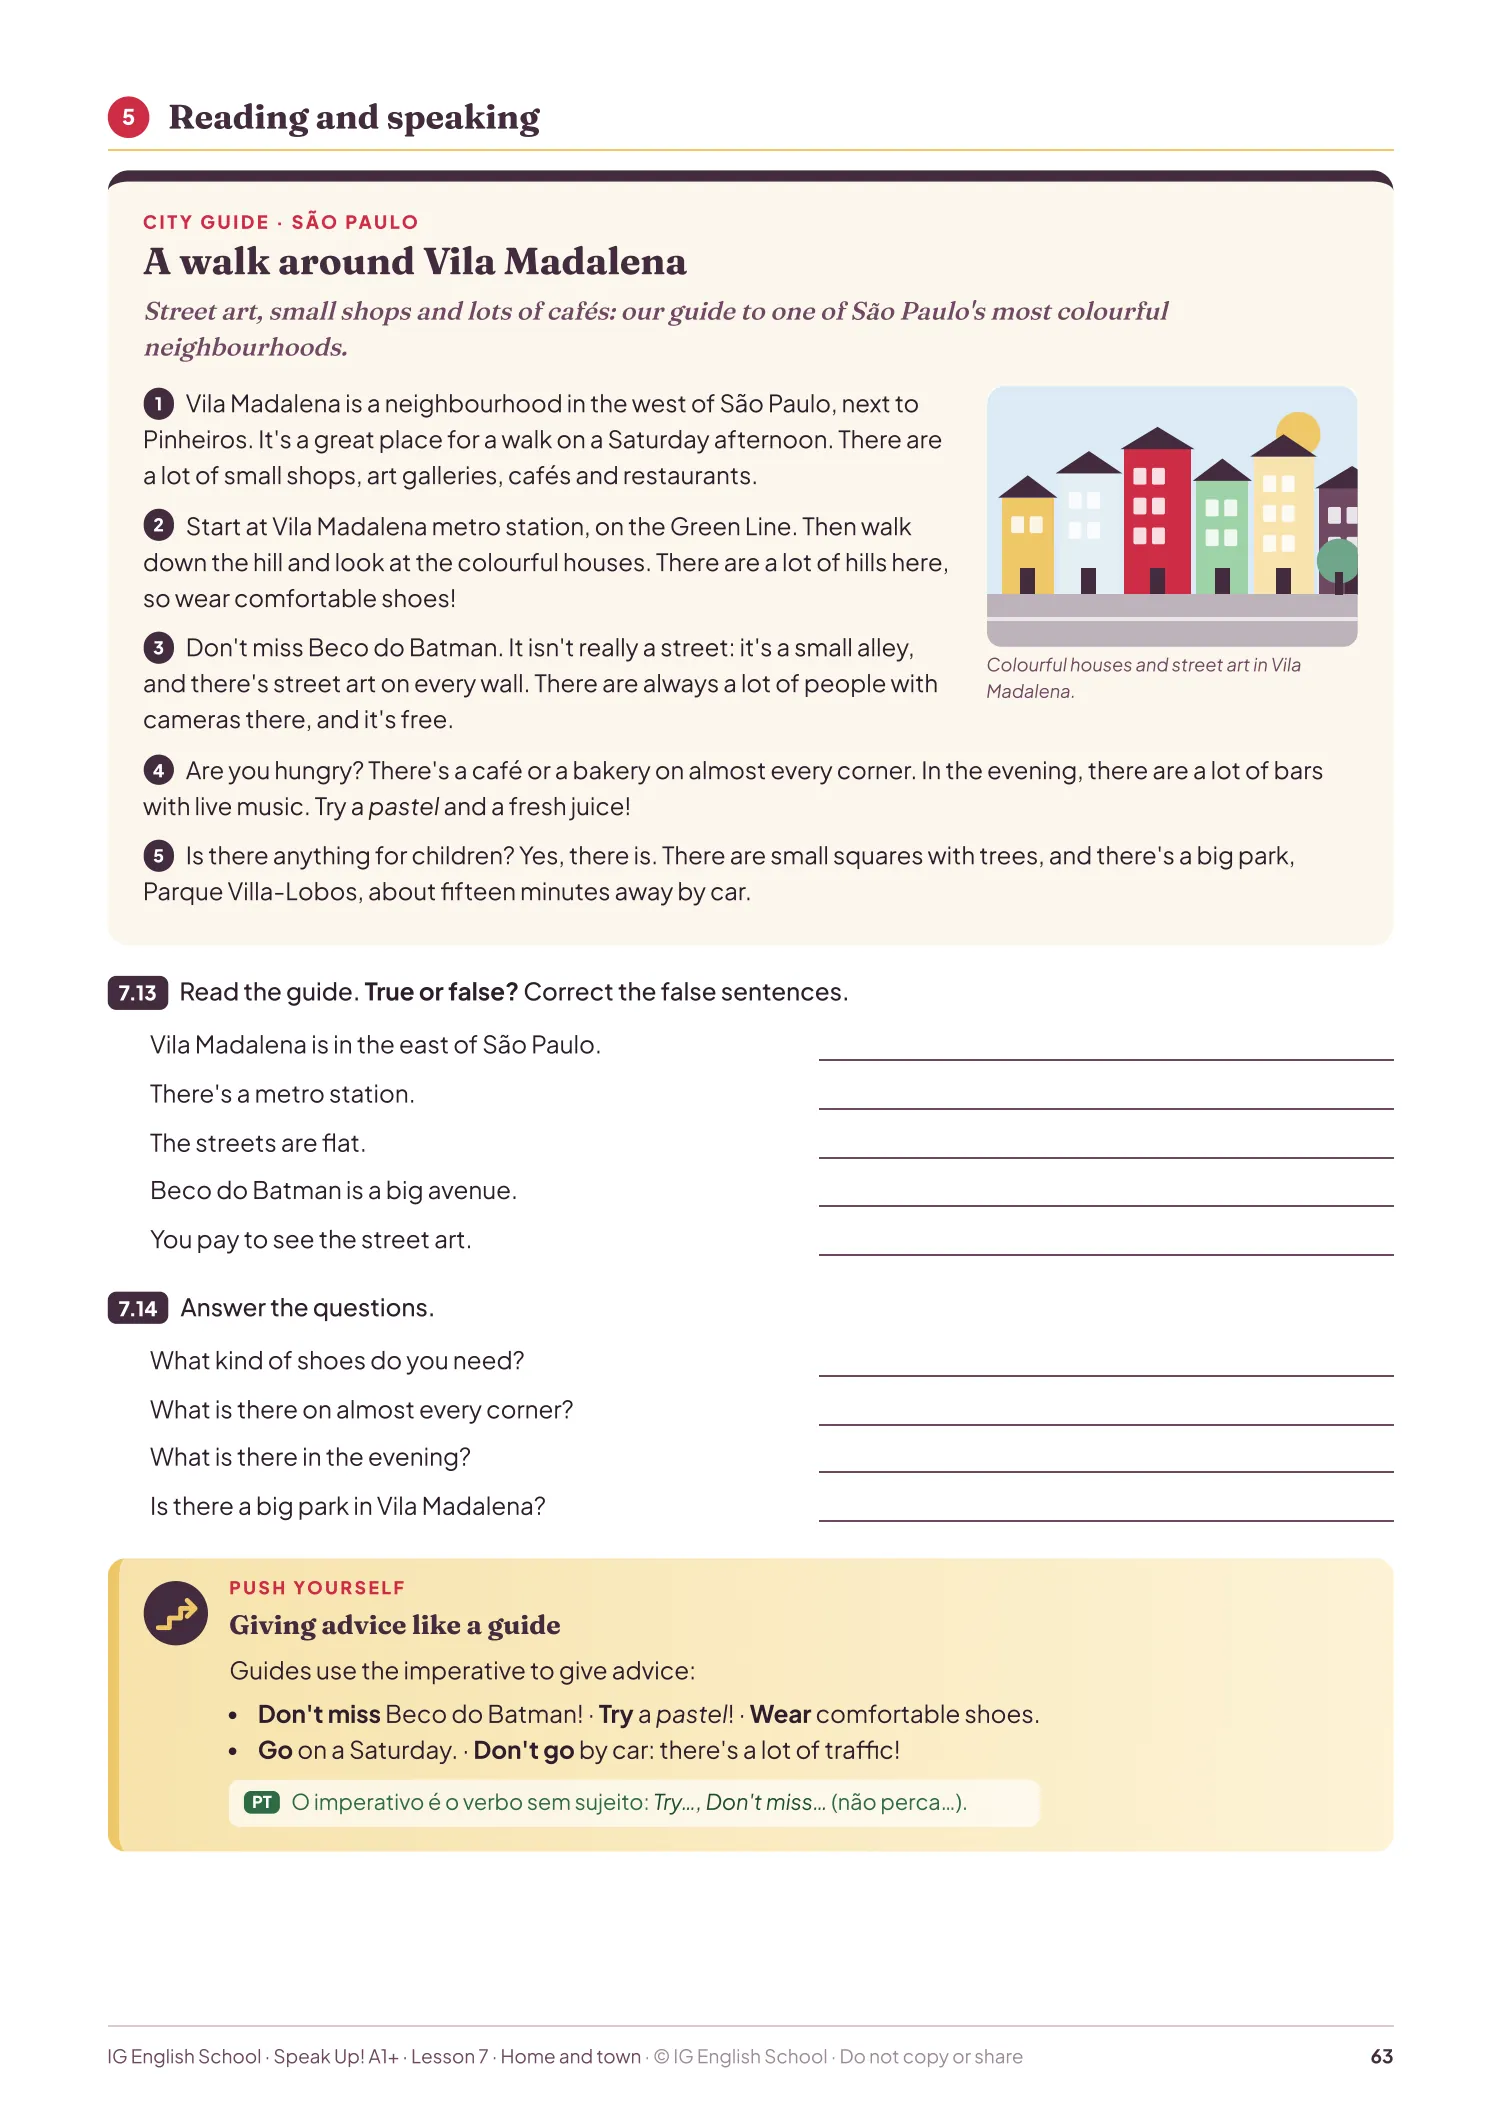 5 Reading and speaking
CITY GUIDE · SÃO PAULO
A walk around Vila Madalena
Street art, small shops and lots of cafés: our guide to one of São Paulo's most colourful
neighbourhoods.
1 Vila Madalena is a neighbourhood in the west of São Paulo, next to
Pinheiros. It's a great place for a walk on a Saturday afternoon. There are
a lot of small shops, art galleries, cafés and restaurants.
2 Start at Vila Madalena metro station, on the Green Line. Then walk
down the hill and look at the colourful houses. There are a lot of hills here,
so wear comfortable shoes!
3 Don't miss Beco do Batman. It isn't really a street: it's a small alley,
and there's street art on every wall. There are always a lot of people with
cameras there, and it's free.
Colourful houses and street art in Vila
Madalena.
4 Are you hungry? There's a café or a bakery on almost every corner. In the evening, there are a lot of bars
with live music. Try a pastel and a fresh juice!
5 Is there anything for children? Yes, there is. There are small squares with trees, and there's a big park,
Parque Villa-Lobos, about fifteen minutes away by car.
7.13 Read the guide. True or false? Correct the false sentences.
Vila Madalena is in the east of São Paulo.
There's a metro station.
The streets are flat.
Beco do Batman is a big avenue.
You pay to see the street art.
7.14 Answer the questions.
What kind of shoes do you need?
What is there on almost every corner?
What is there in the evening?
Is there a big park in Vila Madalena?
PUSH YOURSELF
Giving advice like a guide
Guides use the imperative to give advice:
• Don't miss Beco do Batman! · Try a pastel! · Wear comfortable shoes.
• Go on a Saturday. · Don't go by car: there's a lot of traffic!
PT O imperativo é o verbo sem sujeito: Try…, Don't miss… (não perca…).
IG English School · Speak Up! A1+ · Lesson 7 · Home and town · © IG English School · Do not copy or share 63